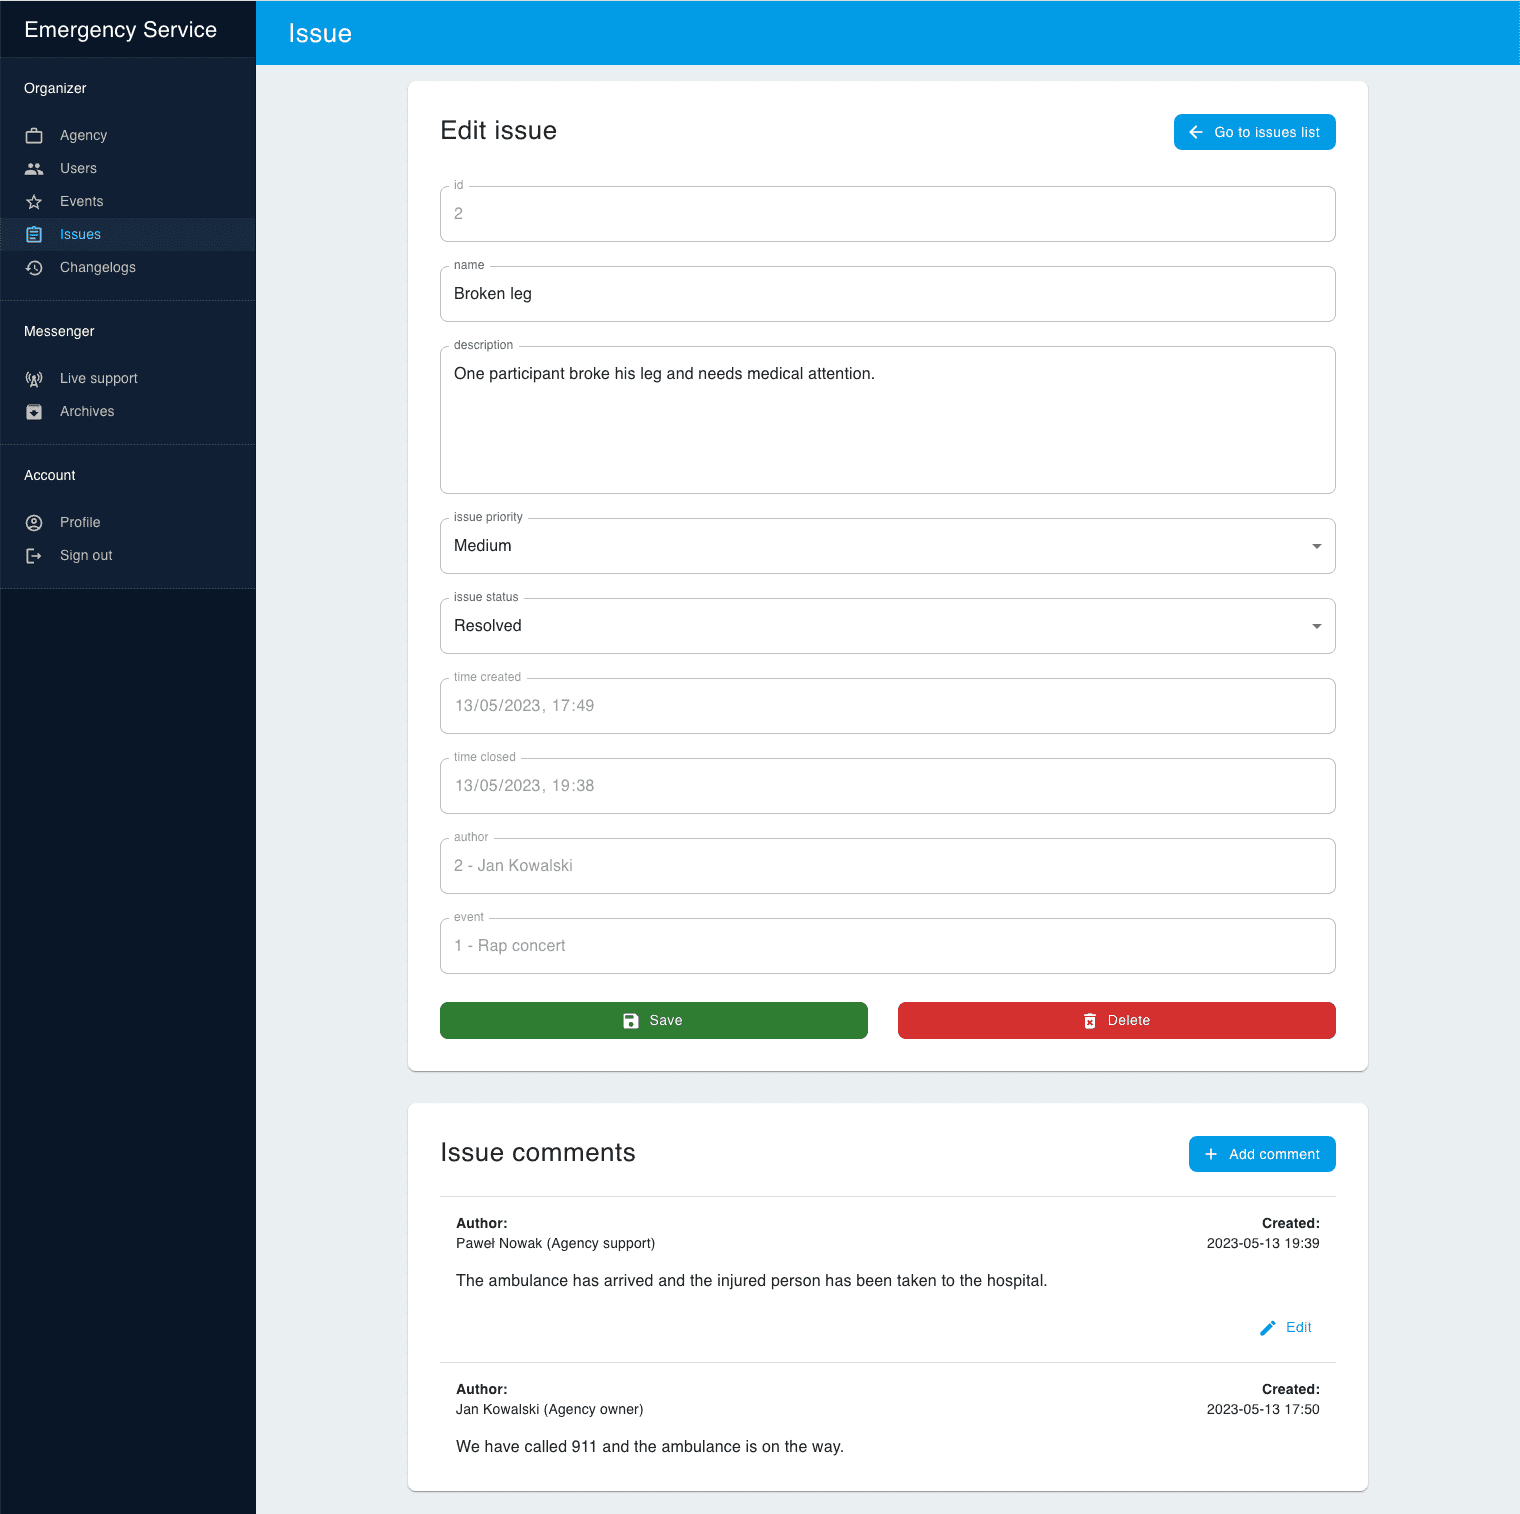 Emergency Service
Organizer
Agency
Users
Events
Issues
Changelogs
Messenger
Live support
Archives
Account
Profile
Sign out
Issue
Edit issue
Go to issues list
id
2
name
Broken leg
description
One participant broke his leg and needs medical attention.
issue priority
Medium
issue status
Resolved
time created
13/05/2023, 17:49
time closed
13/05/2023, 19:38
author
2 - Jan Kowalski
event
1 - Rap concert
Save
Delete
Issue comments
Add comment
Author:
Created:
Paweł Nowak (Agency support)
2023-05-13 19:39
The ambulance has arrived and the injured person has been taken to the hospital.
Edit
Author:
Created:
Jan Kowalski (Agency owner)
2023-05-13 17:50
We have called 911 and the ambulance is on the way.